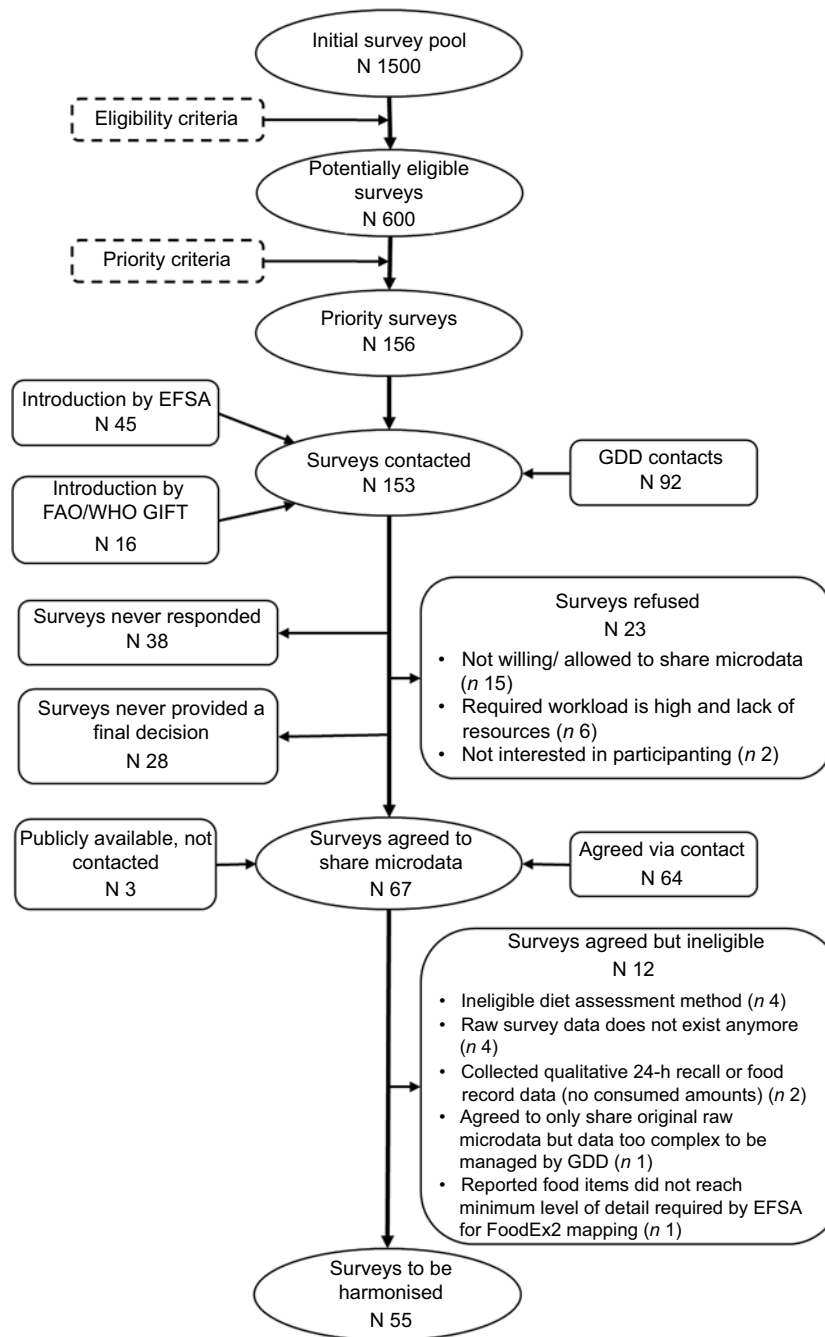 Initial survey pool
N 1500
Eligibility criteria
Potentially eligible
surveys
N 600
Priority criteria
Priority surveys
N 156
Introduction by EFSA
N 45
Surveys contacted
N 153
GDD contacts
N 92
Introduction by
FAO/WHO GIFT
N 16
Surveys never responded
N 38
Surveys refused
N 23
• Not willing/ allowed to share microdata
(n 15)
• Required workload is high and lack of
resources (n 6)
• Not interested in participanting (n 2)
Surveys never provided a
final decision
N 28
Publicly available, not
contacted
N 3
Surveys agreed to
share microdata
N 67
Agreed via contact
N 64
Surveys agreed but ineligible
N 12
• Ineligible diet assessment method (n 4)
• Raw survey data does not exist anymore
(n 4)
• Collected qualitative 24-h recall or food
record data (no consumed amounts) (n 2)
• Agreed to only share original raw
microdata but data too complex to be
managed by GDD (n 1)
• Reported food items did not reach
minimum level of detail required by EFSA
for FoodEx2 mapping (n 1)
Surveys to be
harmonised
N 55